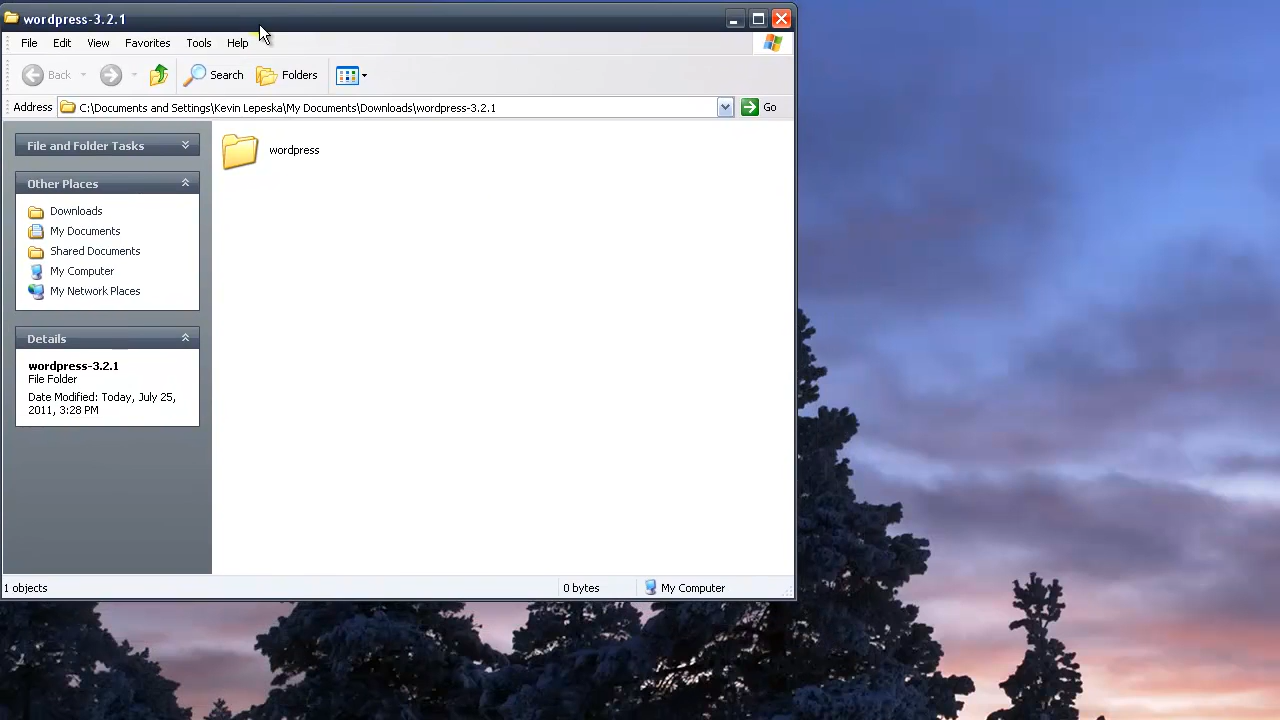 wordpress-3.2.1
File Edit View Favorites Tools Help
Back Search Folders
Address C:\Documents and Settings\Kevin Lepeska\My Documents\Downloads\wordpress-3.2.1 Go
File and Folder Tasks
wordpress
Other Places
Downloads
My Documents
Shared Documents
My Computer
My Network Places
Details
wordpress-3.2.1
File Folder
Date Modified: Today, July 25,
2011, 3:28 PM
1 objects 0 bytes My Computer